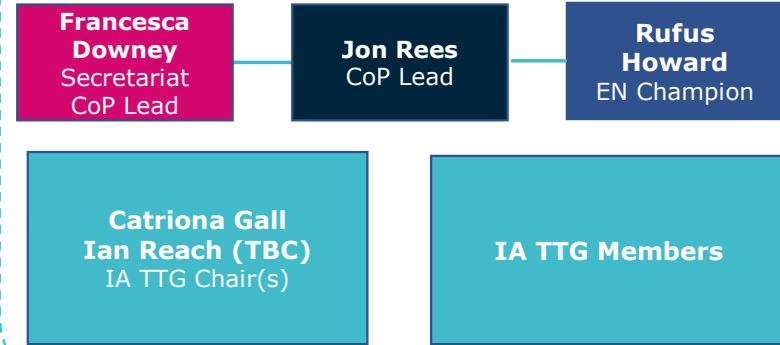 Francesca
Downey
Secretariat
CoP Lead
Jon Rees
CoP Lead
Rufus
Howard
EN Champion
Catriona Gall
Ian Reach (TBC)
IA TTG Chair(s)
IA TTG Members